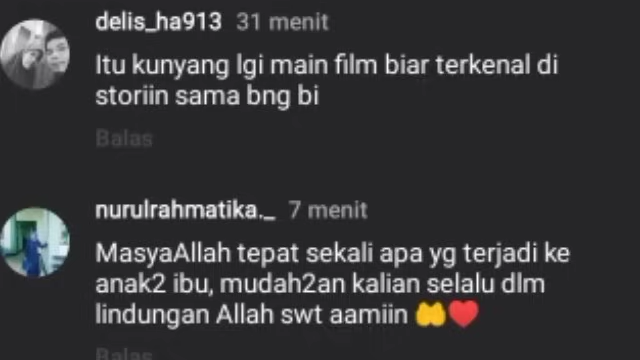 delis_ha913 31 menit
Itu kunyang lgi main film biar terkenal di
storiin sama bng bi
Balas
nurulrahmatika._ 7 menit
MasyaAllah tepat sekali apa yg terjadi ke
anak2 ibu, mudah2an kalian selalu dlm
lindungan Allah swt aamiin 🤲❤️
Balas